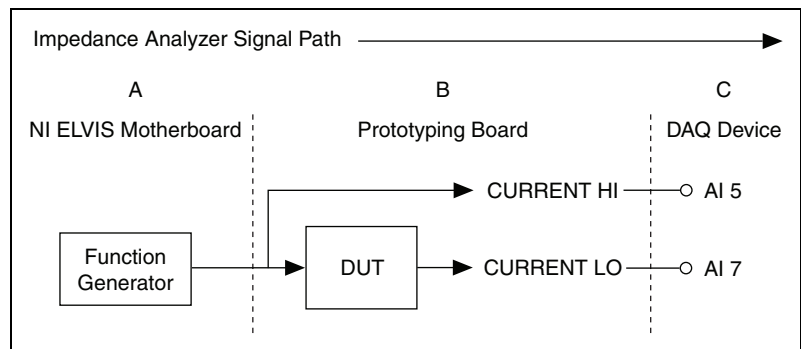 Impedance Analyzer Signal Path
A
B
C
NI ELVIS Motherboard
Prototyping Board
DAQ Device
CURRENT HI
AI 5
Function
Generator
DUT
CURRENT LO
AI 7